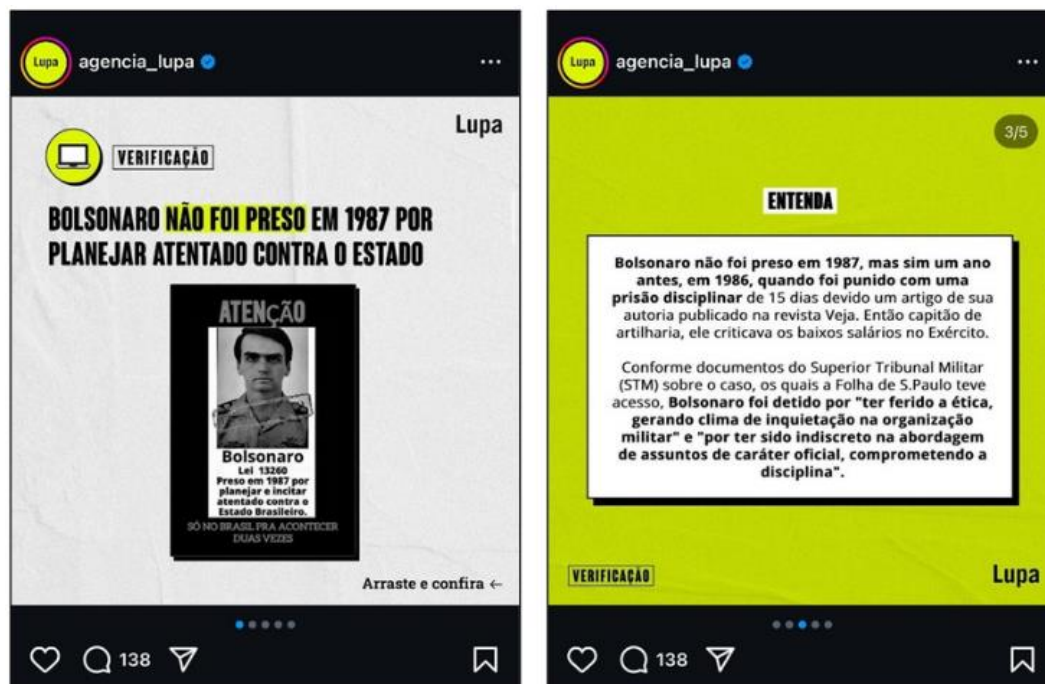 Lupa
agencia_lupa
Lupa
VERIFICAÇÃO
BOLSONARO NÃO FOI PRESO EM 1987 POR
PLANEJAR ATENTADO CONTRA O ESTADO
ATENÇÃO
Bolsonaro
Lei 13260
Preso em 1987 por
planejar e incitar
atentado contra o
Estado Brasileiro.
SÓ NO BRASIL PRA ACONTECER
DUAS VEZES
Arraste e confira ←
138
Lupa
agencia_lupa
3/5
ENTENDA
Bolsonaro não foi preso em 1987, mas sim um ano
antes, em 1986, quando foi punido com uma
prisão disciplinar de 15 dias devido um artigo de sua
autoria publicado na revista Veja. Então capitão de
artilharia, ele criticava os baixos salários no Exército.
Conforme documentos do Superior Tribunal Militar
(STM) sobre o caso, os quais a Folha de S.Paulo teve
acesso, Bolsonaro foi detido por "ter ferido a ética,
gerando clima de inquietação na organização
militar" e "por ter sido indiscreto na abordagem
de assuntos de caráter oficial, comprometendo a
disciplina".
VERIFICAÇÃO
Lupa
138